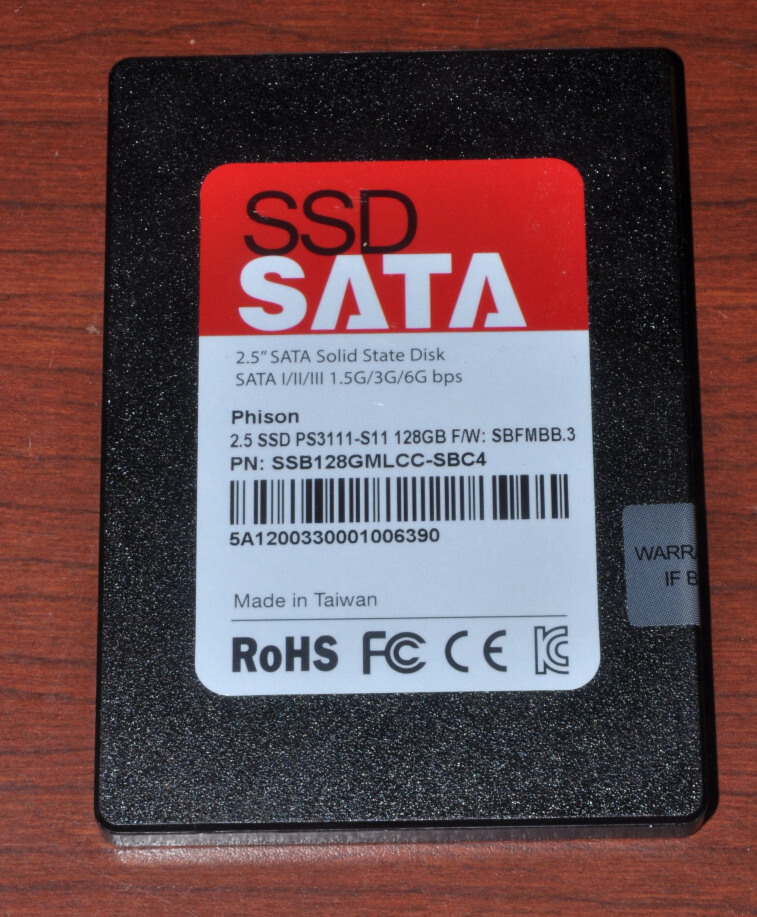 SSD
SATA
2.5" SATA Solid State Disk
SATA I/II/III 1.5G/3G/6G bps
Phison
2.5 SSD PS3111-S11 128GB F/W: SBFMBB.3
PN: SSB128GMLCC-SBC4
5A1200330001006390
WARRA
IF B
Made in Taiwan
RoHS FC CE KC